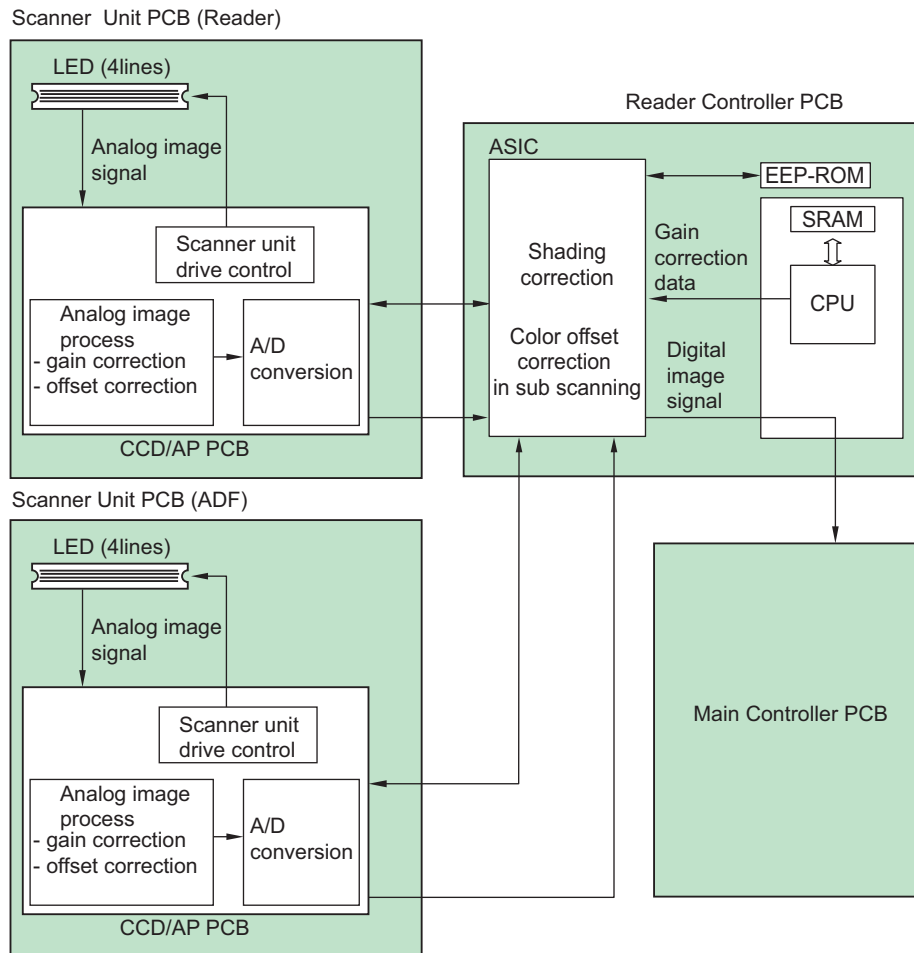 Scanner Unit PCB (Reader)
LED (4lines)
Analog image
signal
Scanner unit
drive control
Analog image
process
- gain correction
- offset correction
A/D
conversion
CCD/AP PCB
Reader Controller PCB
ASIC
Shading
correction
Color offset
correction
in sub scanning
EEP-ROM
SRAM
CPU
Gain
correction
data
Digital
image
signal
Scanner Unit PCB (ADF)
LED (4lines)
Analog image
signal
Scanner unit
drive control
Analog image
process
- gain correction
- offset correction
A/D
conversion
CCD/AP PCB
Main Controller PCB